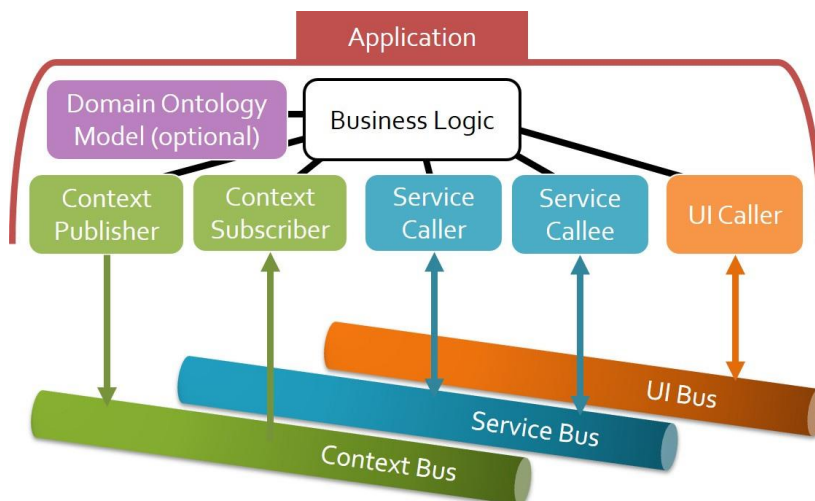 Application
Domain Ontology
Model (optional)
Business Logic
Context
Publisher
Context
Subscriber
Service
Caller
Service
Callee
UI Caller
UI Bus
Service Bus
Context Bus